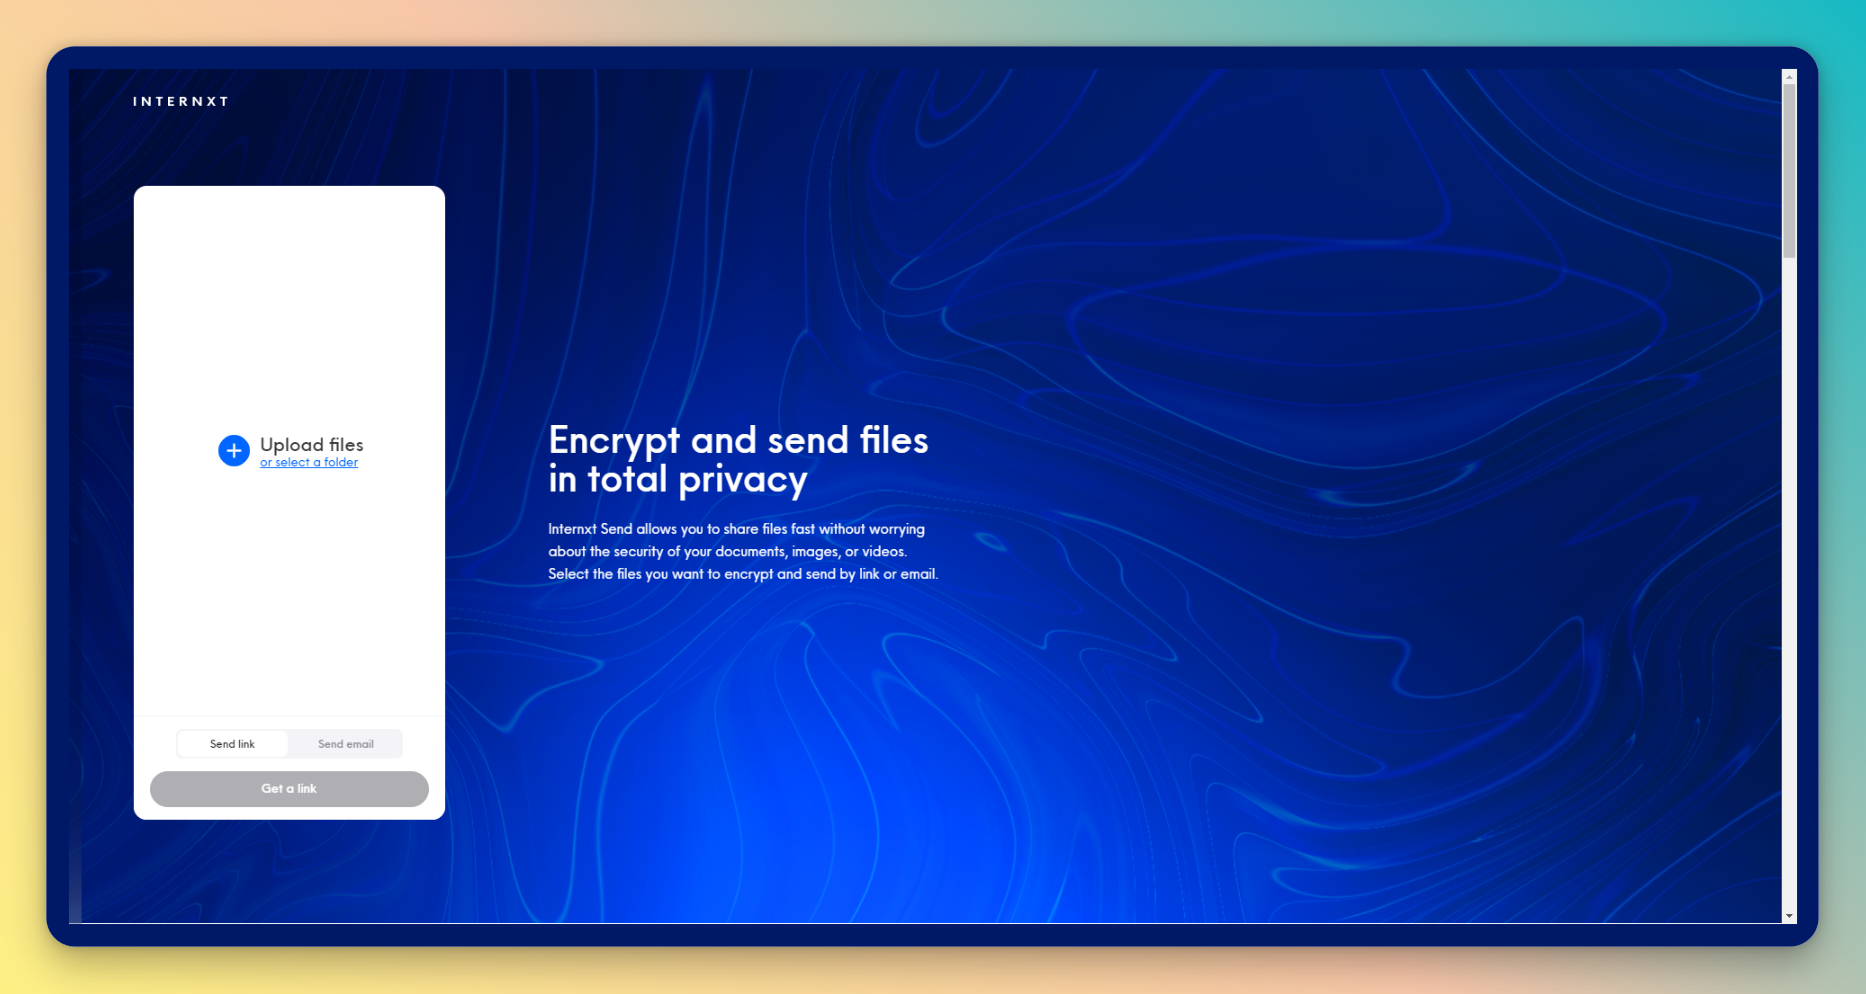 INTERNXT
Upload files
or select a folder
Send link
Send email
Get a link
Encrypt and send files
in total privacy
Internxt Send allows you to share files fast without worrying
about the security of your documents, images, or videos.
Select the files you want to encrypt and send by link or email.